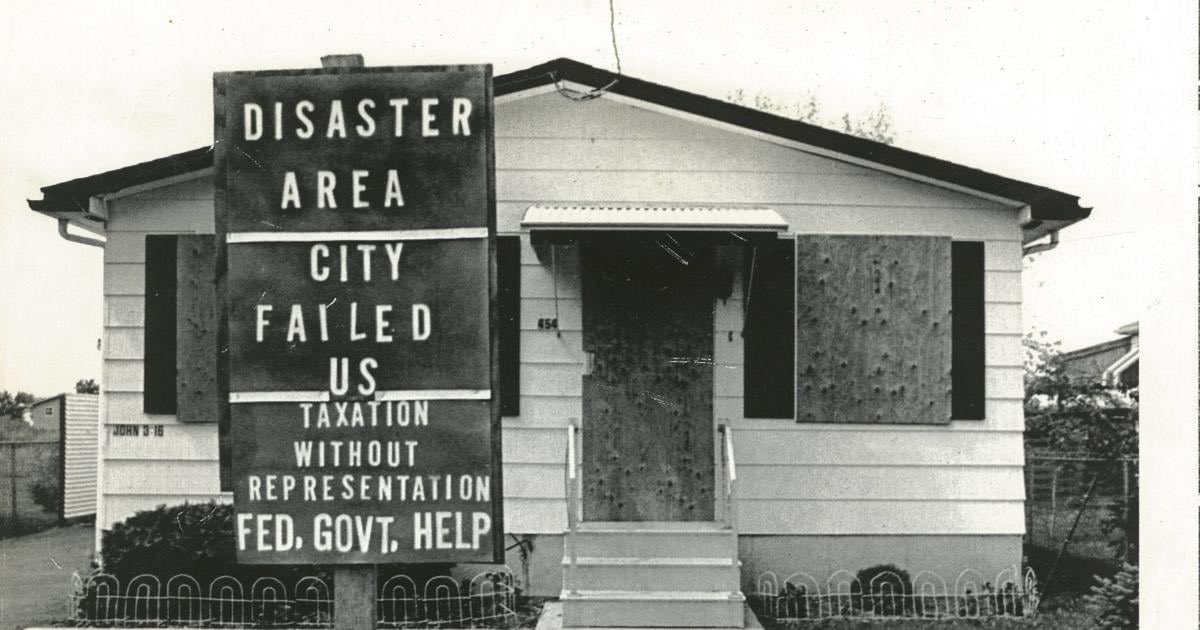 DISASTER
AREA
CITY
FAILED
US
TAXATION
WITHOUT
REPRESENTATION
FED. GOVT. HELP
454
JOHN 3:16